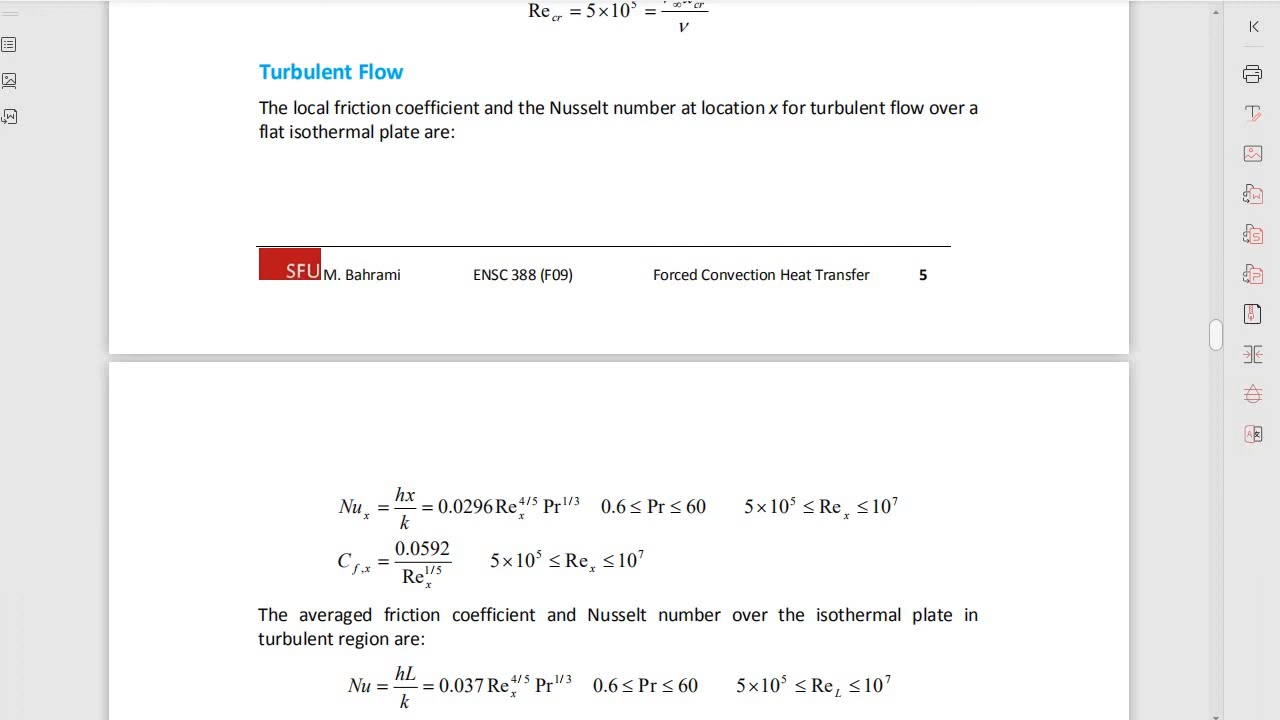 Re_cr = 5×10^5 =
ν
Turbulent Flow
The local friction coefficient and the Nusselt number at location x for turbulent flow over a
flat isothermal plate are:
SFU M. Bahrami ENSC 388 (F09) Forced Convection Heat Transfer 5
Nu_x = hx/k = 0.0296 Re_x^{4/5} Pr^{1/3} 0.6 ≤ Pr ≤ 60 5×10^5 ≤ Re_x ≤ 10^7
C_{f,x} = 0.0592/Re_x^{1/5} 5×10^5 ≤ Re_x ≤ 10^7
The averaged friction coefficient and Nusselt number over the isothermal plate in
turbulent region are:
Nu = hL/k = 0.037 Re_x^{4/5} Pr^{1/3} 0.6 ≤ Pr ≤ 60 5×10^5 ≤ Re_L ≤ 10^7